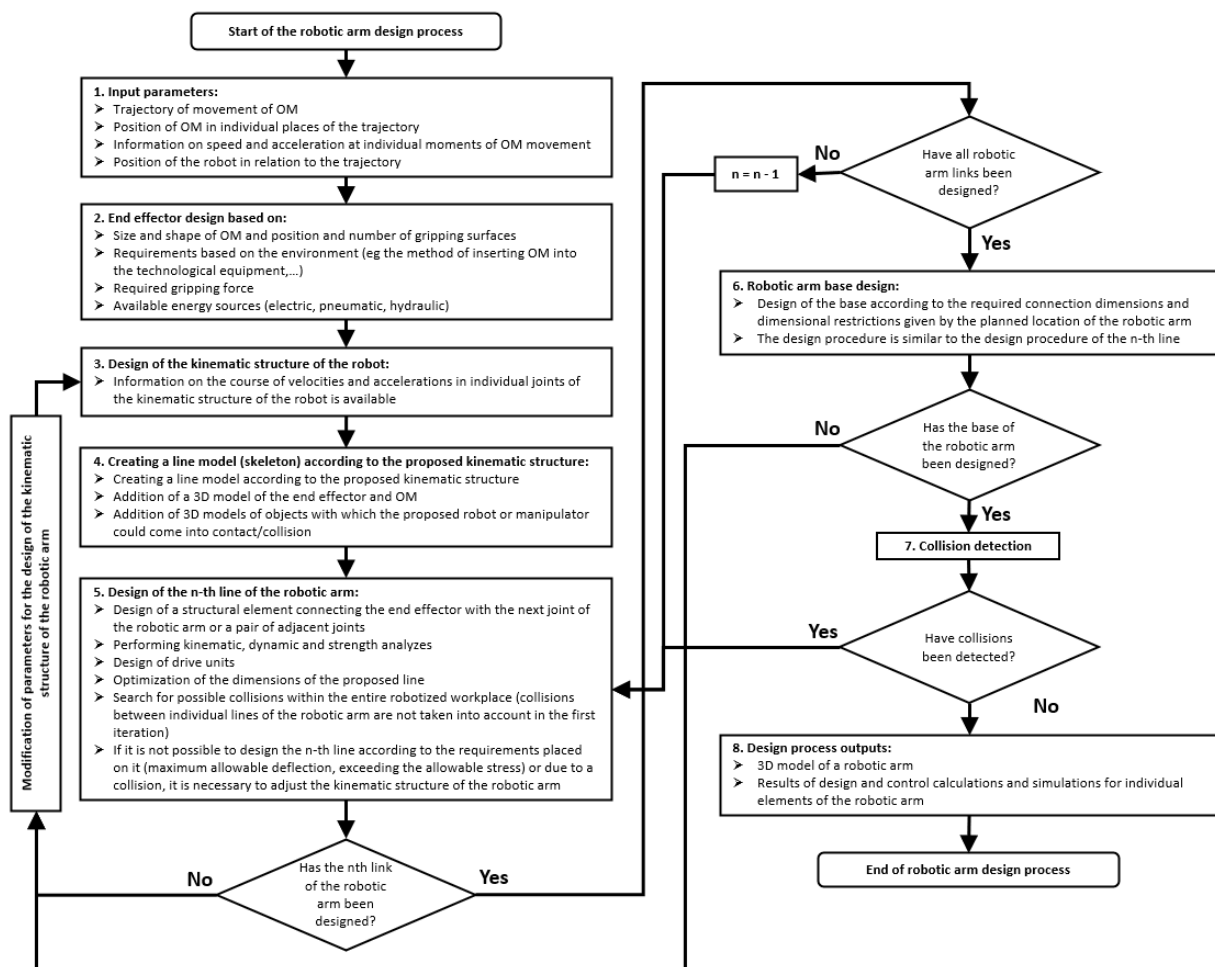 Start of the robotic arm design process
1. Input parameters:
➢ Trajectory of movement of OM
➢ Position of OM in individual places of the trajectory
➢ Information on speed and acceleration at individual moments of OM movement
➢ Position of the robot in relation to the trajectory
2. End effector design based on:
➢ Size and shape of OM and position and number of gripping surfaces
➢ Requirements based on the environment (eg the method of inserting OM into
the technological equipment,...)
➢ Required gripping force
➢ Available energy sources (electric, pneumatic, hydraulic)
3. Design of the kinematic structure of the robot:
➢ Information on the course of velocities and accelerations in individual joints
of the kinematic structure of the robot is available
Modification of parameters for the design of the kinematic
structure of the robotic arm
4. Creating a line model (skeleton) according to the proposed kinematic structure:
➢ Creating a line model according to the proposed kinematic structure
➢ Addition of a 3D model of the end effector and OM
➢ Addition of 3D models of objects with which the proposed robot or manipulator
could come into contact/collision
5. Design of the n-th line of the robotic arm:
➢ Design of a structural element connecting the end effector with the next joint of
the robotic arm or a pair of adjacent joints
➢ Performing kinematic, dynamic and strength analyzes
➢ Design of drive units
➢ Optimization of the dimensions of the proposed line
➢ Search for possible collisions within the entire robotized workplace (collisions
between individual lines of the robotic arm are not taken into account in the first
iteration)
➢ If it is not possible to design the n-th line according to the requirements placed
on it (maximum allowable deflection, exceeding the allowable stress) or due to a
collision, it is necessary to adjust the kinematic structure of the robotic arm
Has the nth link
of the robotic
arm been
designed?
No
Yes
Have all robotic
arm links been
designed?
No
n = n - 1
Yes
6. Robotic arm base design:
➢ Design of the base according to the required connection dimensions and
dimensional restrictions given by the planned location of the robotic arm
➢ The design procedure is similar to the design procedure of the n-th line
Has the base of
the robotic arm
been designed?
No
Yes
7. Collision detection
Have collisions
been detected?
Yes
No
8. Design process outputs:
➢ 3D model of a robotic arm
➢ Results of design and control calculations and simulations for individual
elements of the robotic arm
End of robotic arm design process